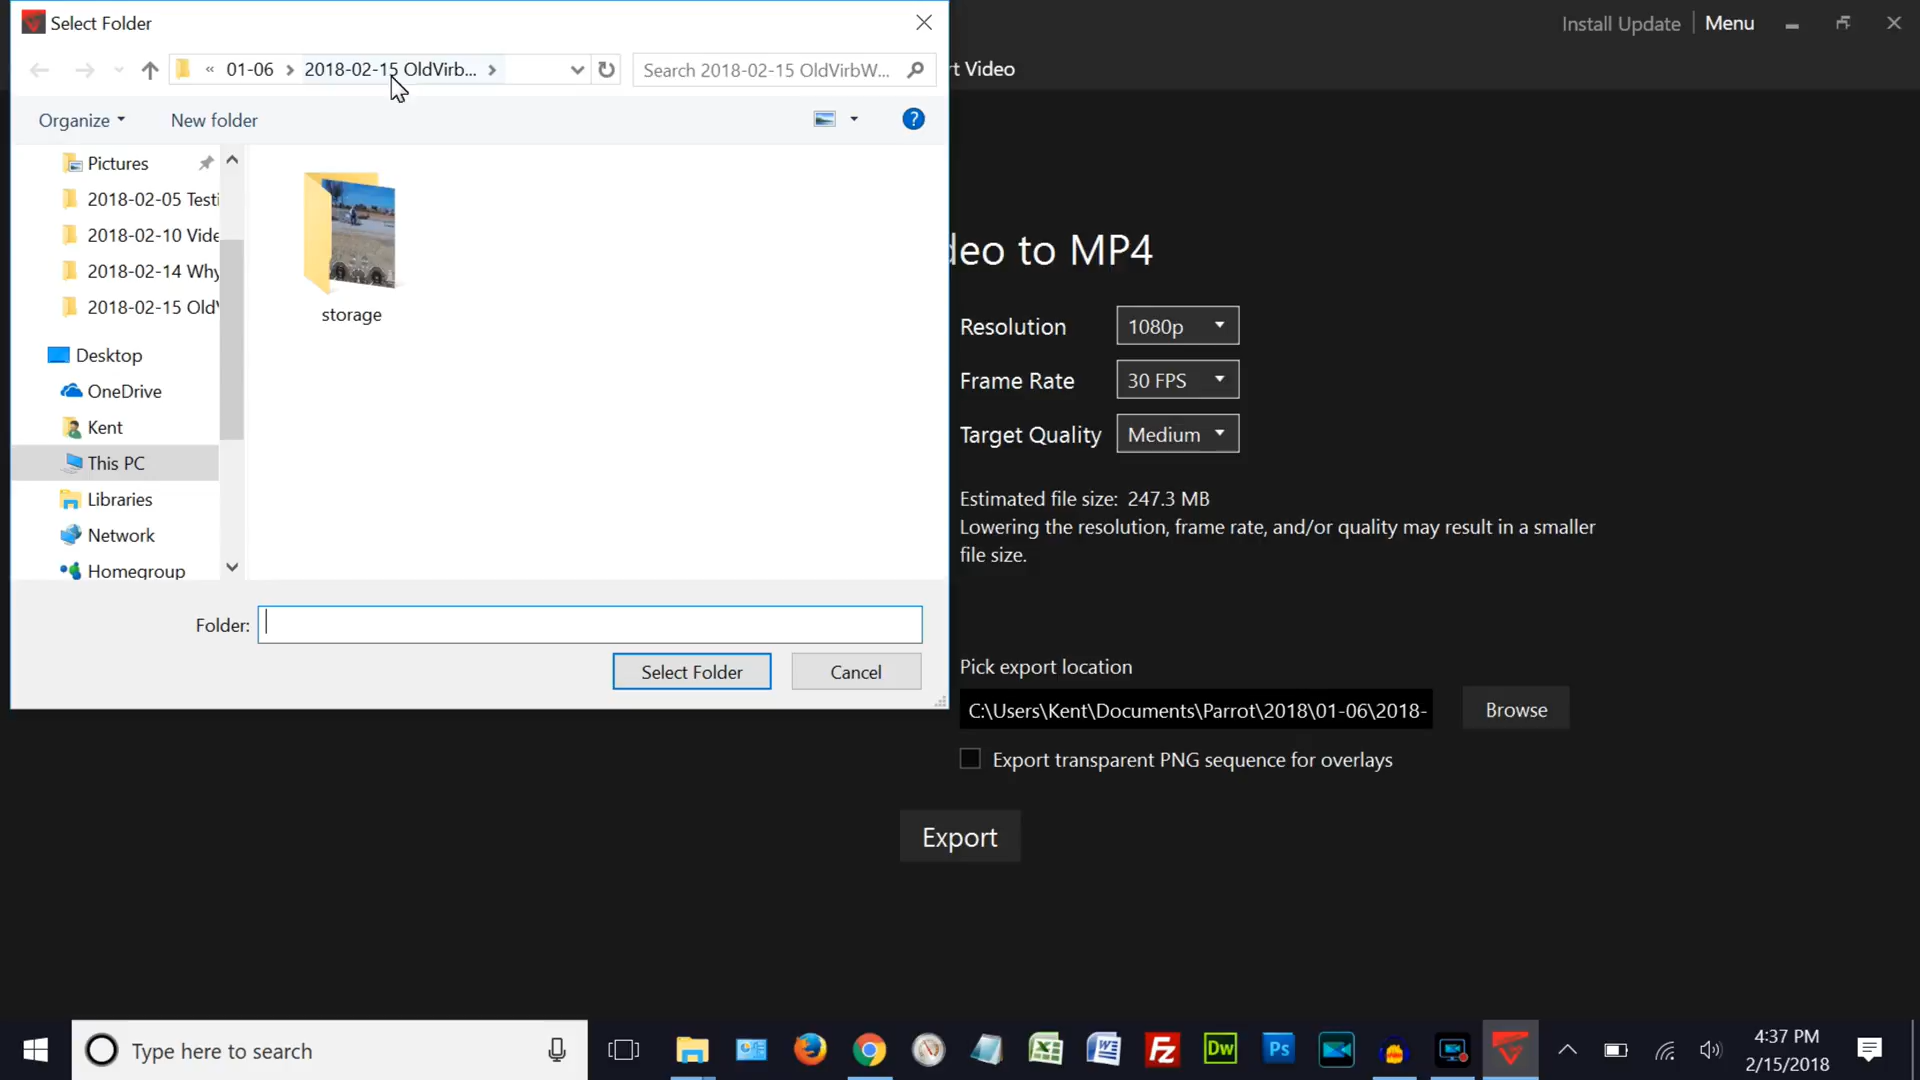 Select Folder
Install Update
Menu
« 01-06 > 2018-02-15 OldVirb... >
Search 2018-02-15 OldVirbW...
t Video
Organize
New folder
Pictures
2018-02-05 Testi
2018-02-10 Vide
2018-02-14 Why
2018-02-15 Old
Desktop
OneDrive
Kent
This PC
Libraries
Network
Homegroup
storage
Folder:
Select Folder
Cancel
deo to MP4
Resolution
1080p
Frame Rate
30 FPS
Target Quality
Medium
Estimated file size: 247.3 MB
Lowering the resolution, frame rate, and/or quality may result in a smaller
file size.
Pick export location
C:\Users\Kent\Documents\Parrot\2018\01-06\2018-
Browse
Export transparent PNG sequence for overlays
Export
Type here to search
Fz
Dw
Ps
4:37 PM
2/15/2018